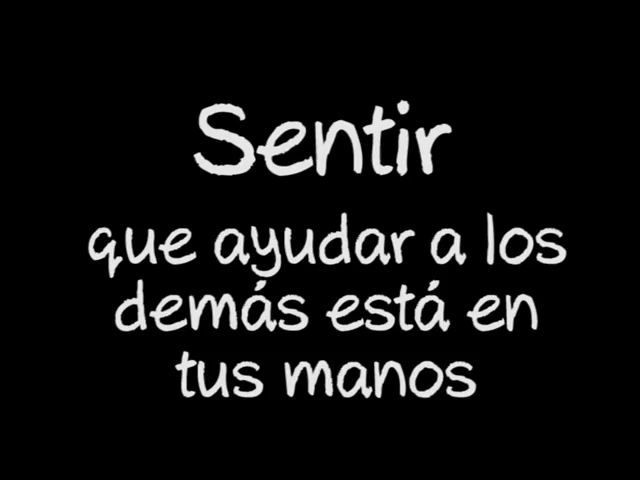 Sentir
que ayudar a los
demás está en
tus manos